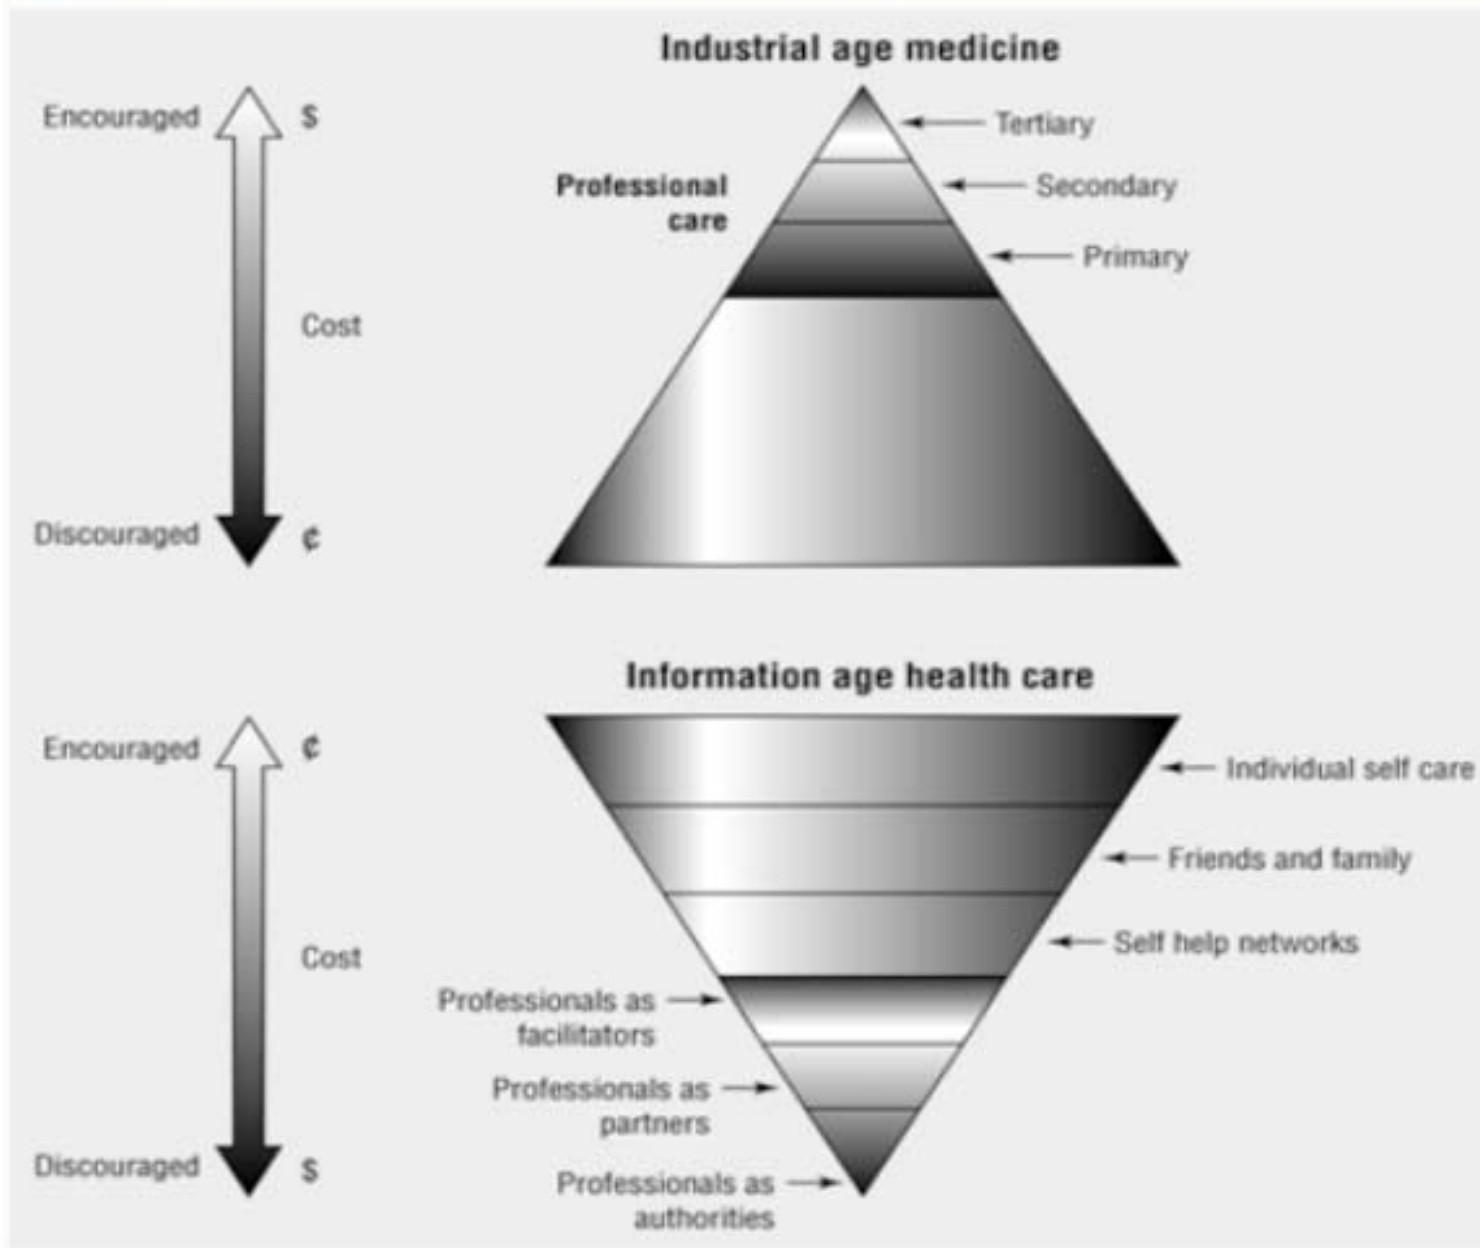 Industrial age medicine
Encouraged $
Tertiary
Professional
care
Secondary
Primary
Cost
Discouraged ¢
Information age health care
Encouraged ¢
Individual self care
Friends and family
Self help networks
Cost
Professionals as
facilitators
Professionals as
partners
Discouraged $
Professionals as
authorities